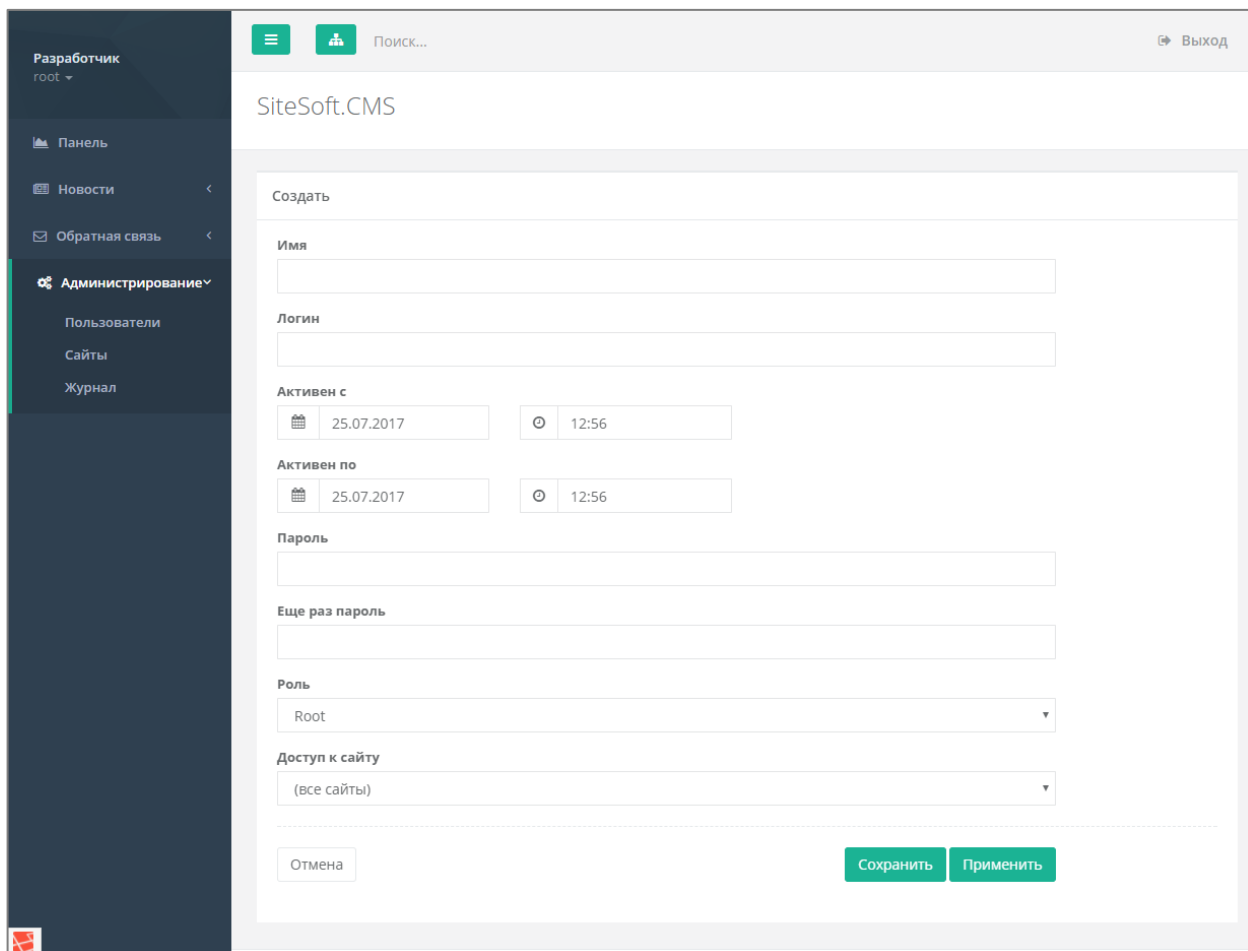 Разработчик
root
Панель
Новости
Обратная связь
Администрирование
Пользователи
Сайты
Журнал
Поиск...
Выход
SiteSoft.CMS
Создать
Имя
Логин
Активен с
25.07.2017 12:56
Активен по
25.07.2017 12:56
Пароль
Еще раз пароль
Роль
Root
Доступ к сайту
(все сайты)
Отмена Сохранить Применить